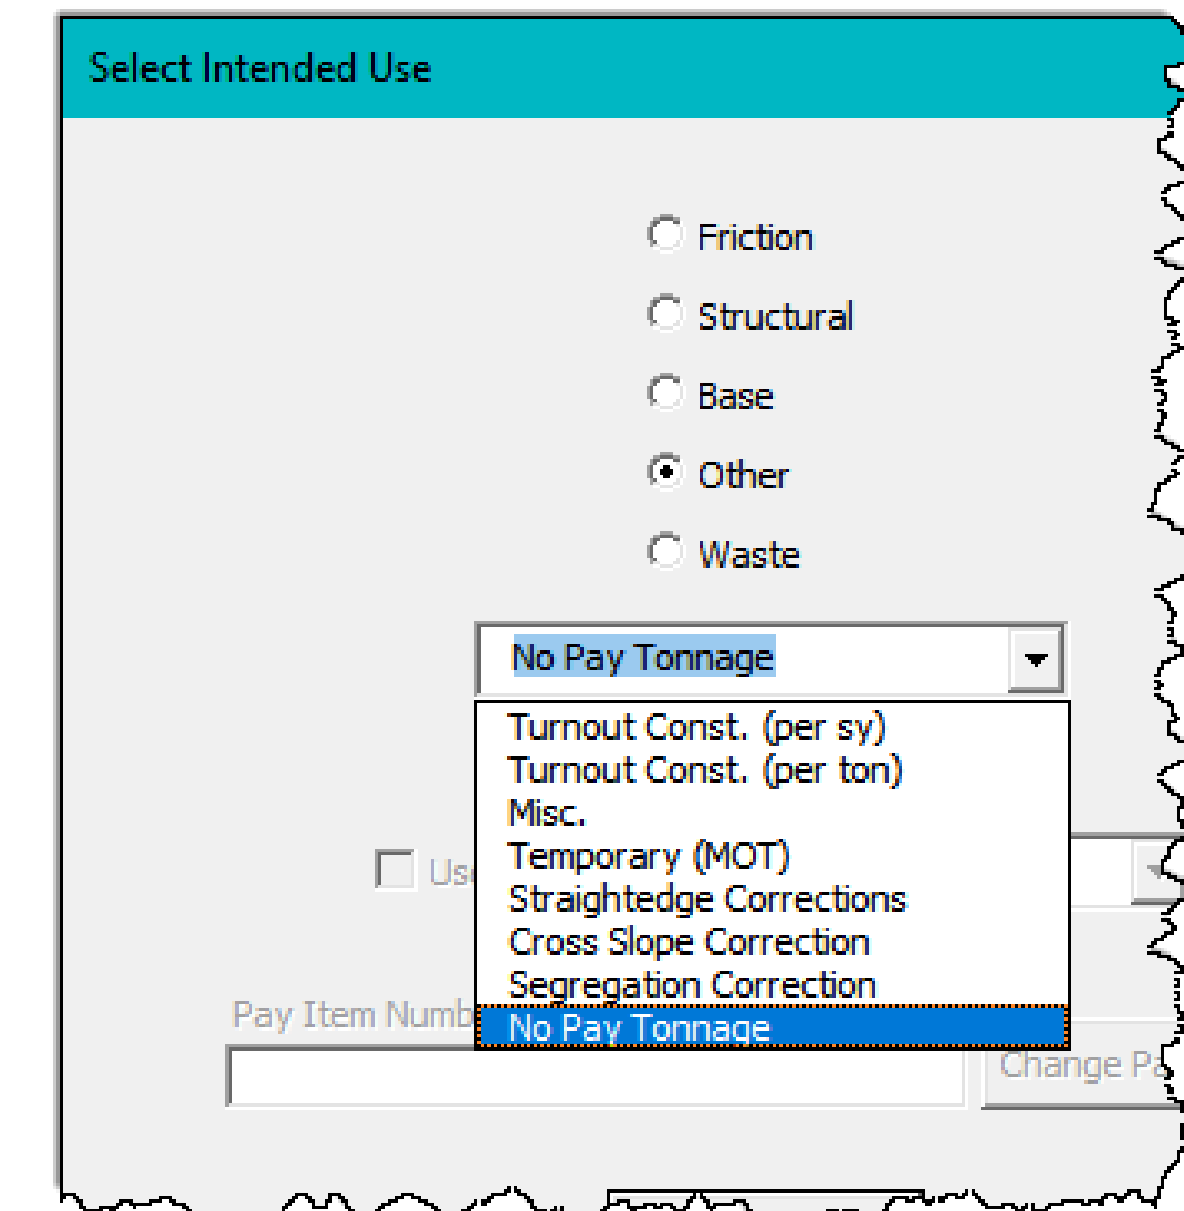 Select Intended Use
Friction
Structural
Base
Other
Waste
No Pay Tonnage
Turnout Const. (per sy)
Turnout Const. (per ton)
Misc.
Temporary (MOT)
Straightedge Corrections
Cross Slope Correction
Segregation Correction
No Pay Tonnage
Pay Item
Change